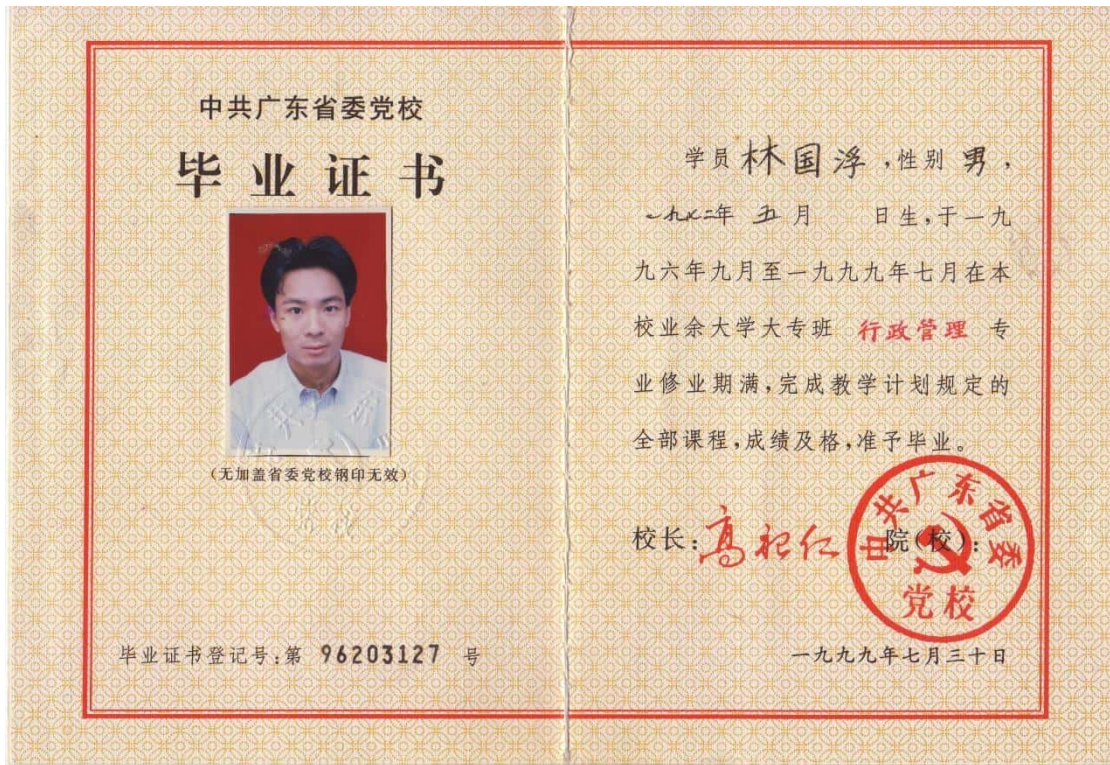 中共广东省委党校
毕业证书
(无加盖省委党校钢印无效)
毕业证书登记号:第 96203127 号
学员 林国浮 ,性别 男,
一九七二年 五月 日生,于一九
九六年九月至一九九九年七月在本
校业余大学大专班 行政管理 专
业修业期满,完成教学计划规定的
全部课程,成绩及格,准予毕业。
校长:高祀仁 院(校):
中共广东省委
党校
一九九九年七月三十日